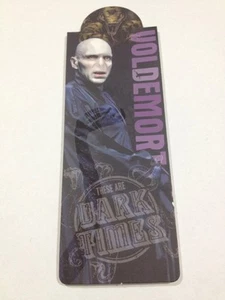 VOLDEMORT
THESE ARE
DARK
TIMES